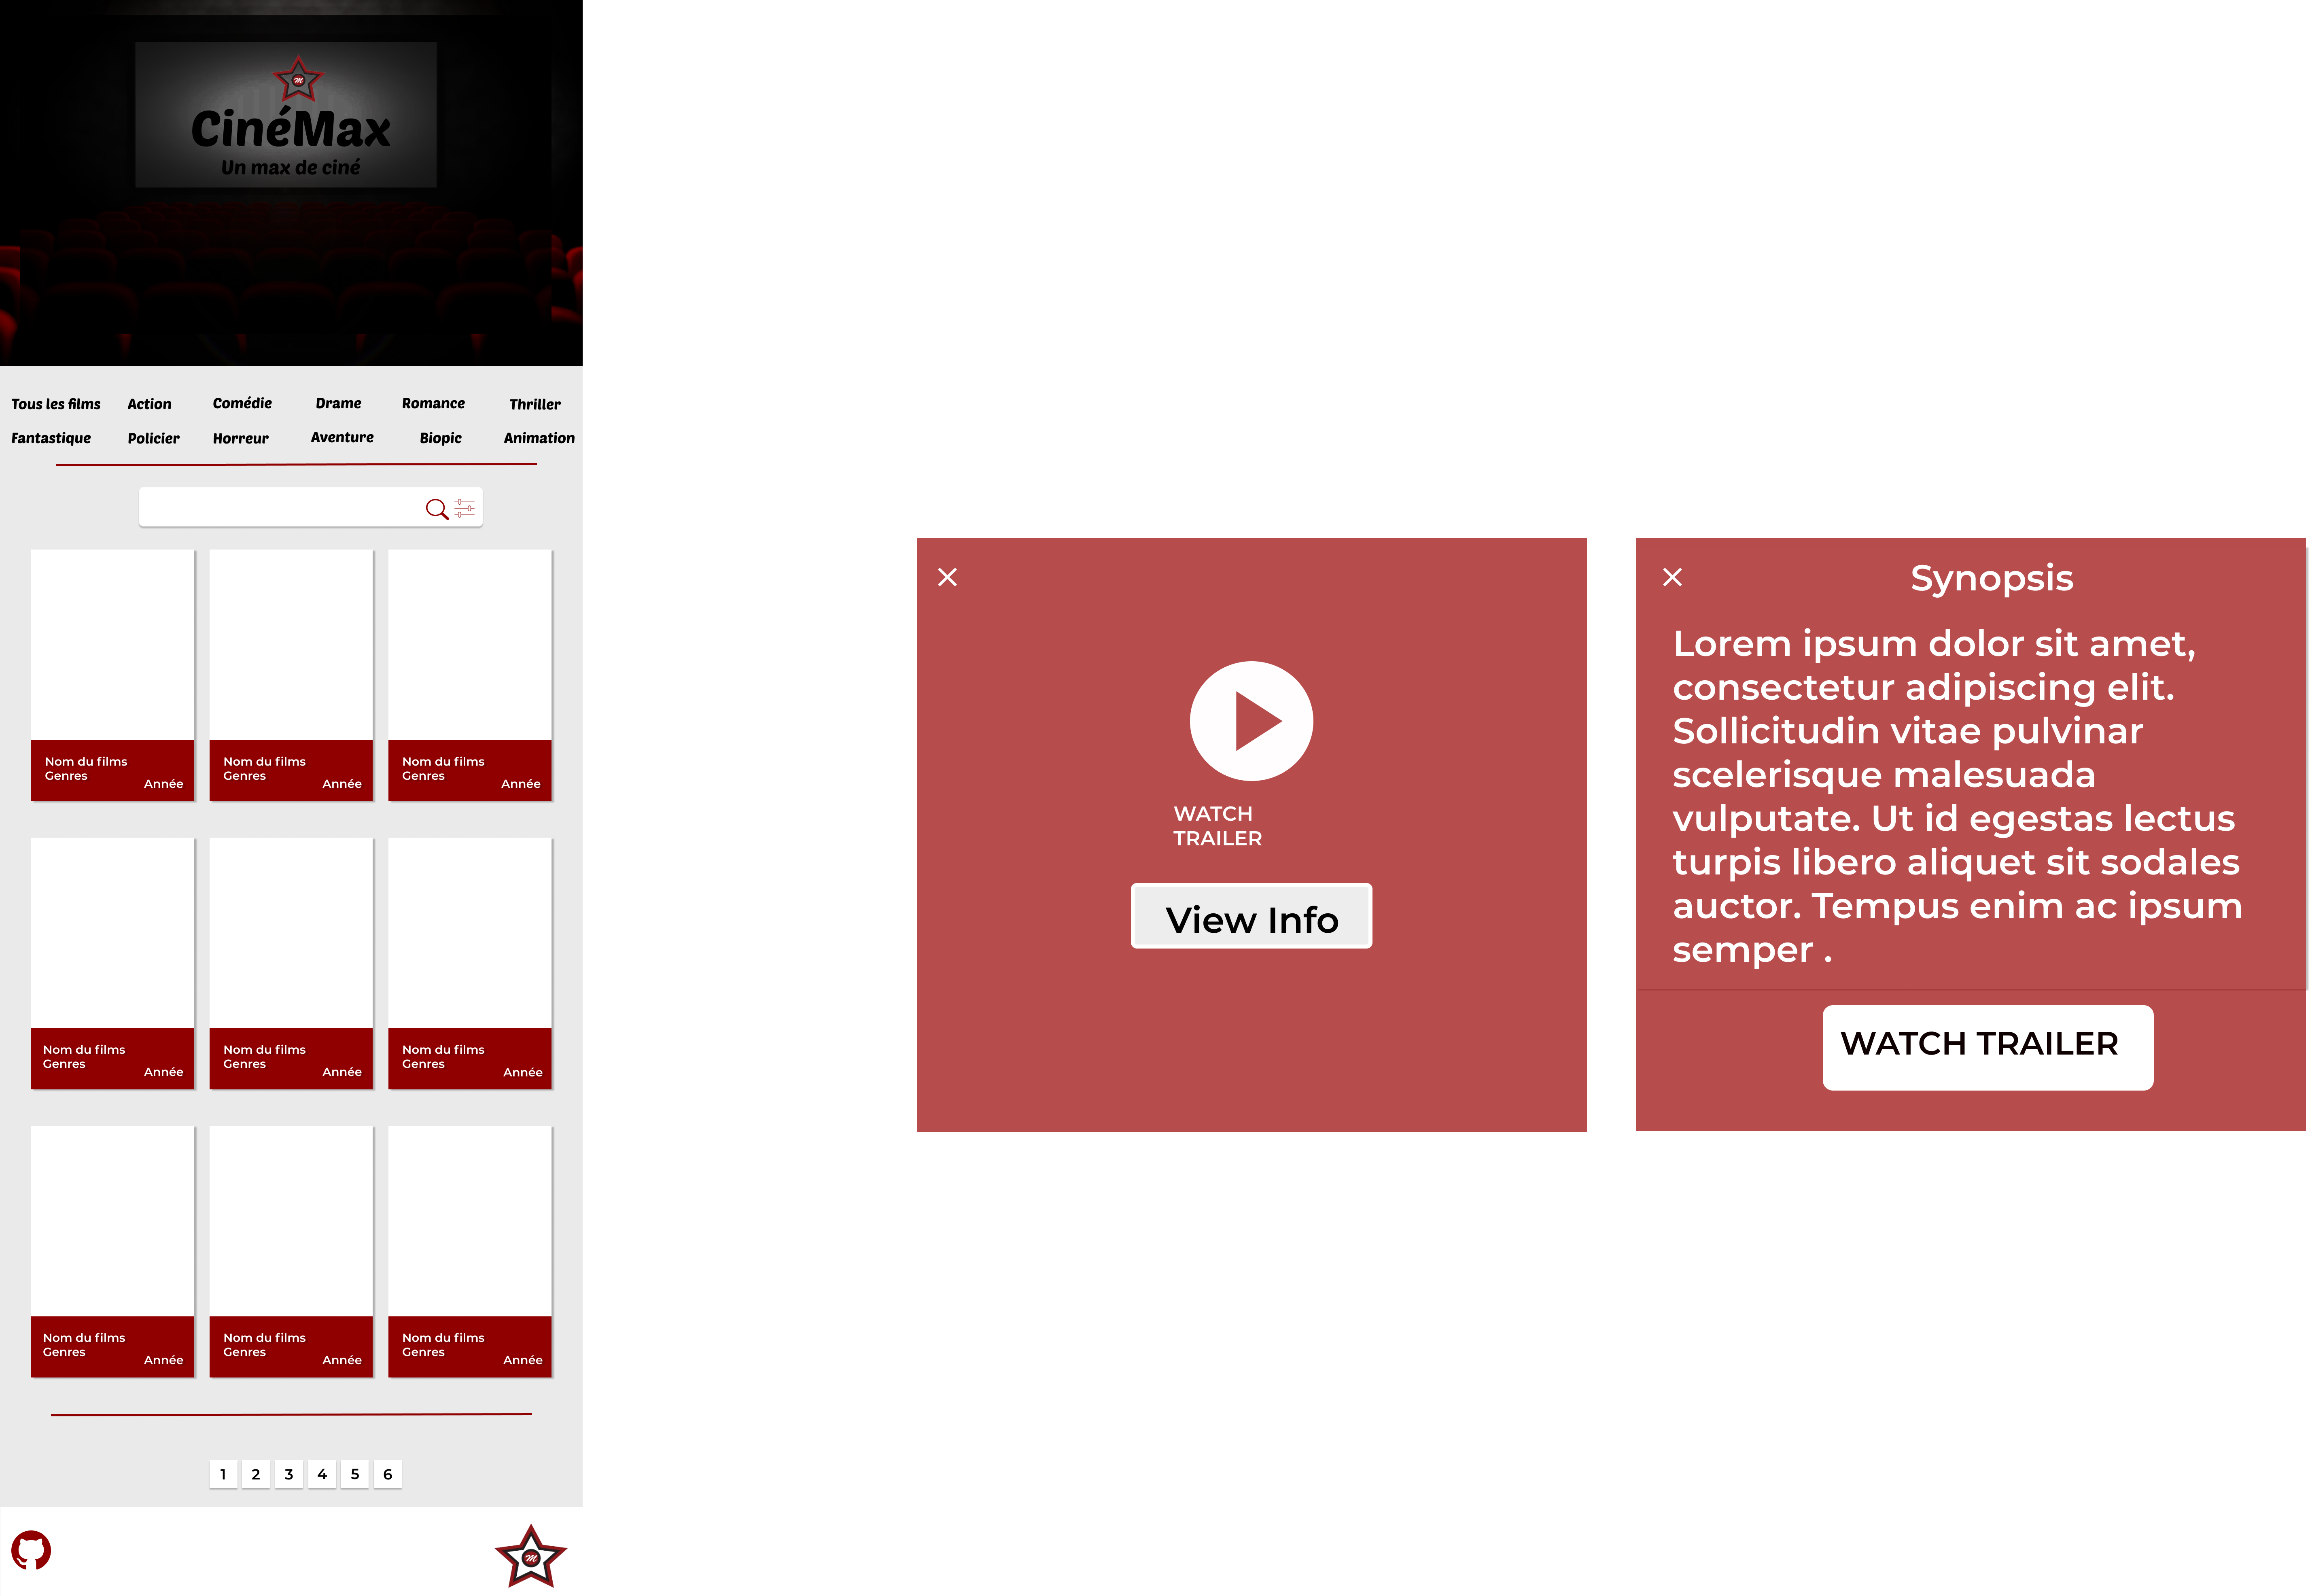 M
CinéMax
Un max de ciné
Tous les films Action Comédie Drame Romance Thriller
Fantastique Policier Horreur Aventure Biopic Animation
Nom du films
Genres
Année
Nom du films
Genres
Année
Nom du films
Genres
Année
Nom du films
Genres
Année
Nom du films
Genres
Année
Nom du films
Genres
Année
Nom du films
Genres
Année
Nom du films
Genres
Année
Nom du films
Genres
Année
1 2 3 4 5 6
M
WATCH
TRAILER
View Info
Synopsis
Lorem ipsum dolor sit amet,
consectetur adipiscing elit.
Sollicitudin vitae pulvinar
scelerisque malesuada
vulputate. Ut id egestas lectus
turpis libero aliquet sit sodales
auctor. Tempus enim ac ipsum
semper .
WATCH TRAILER